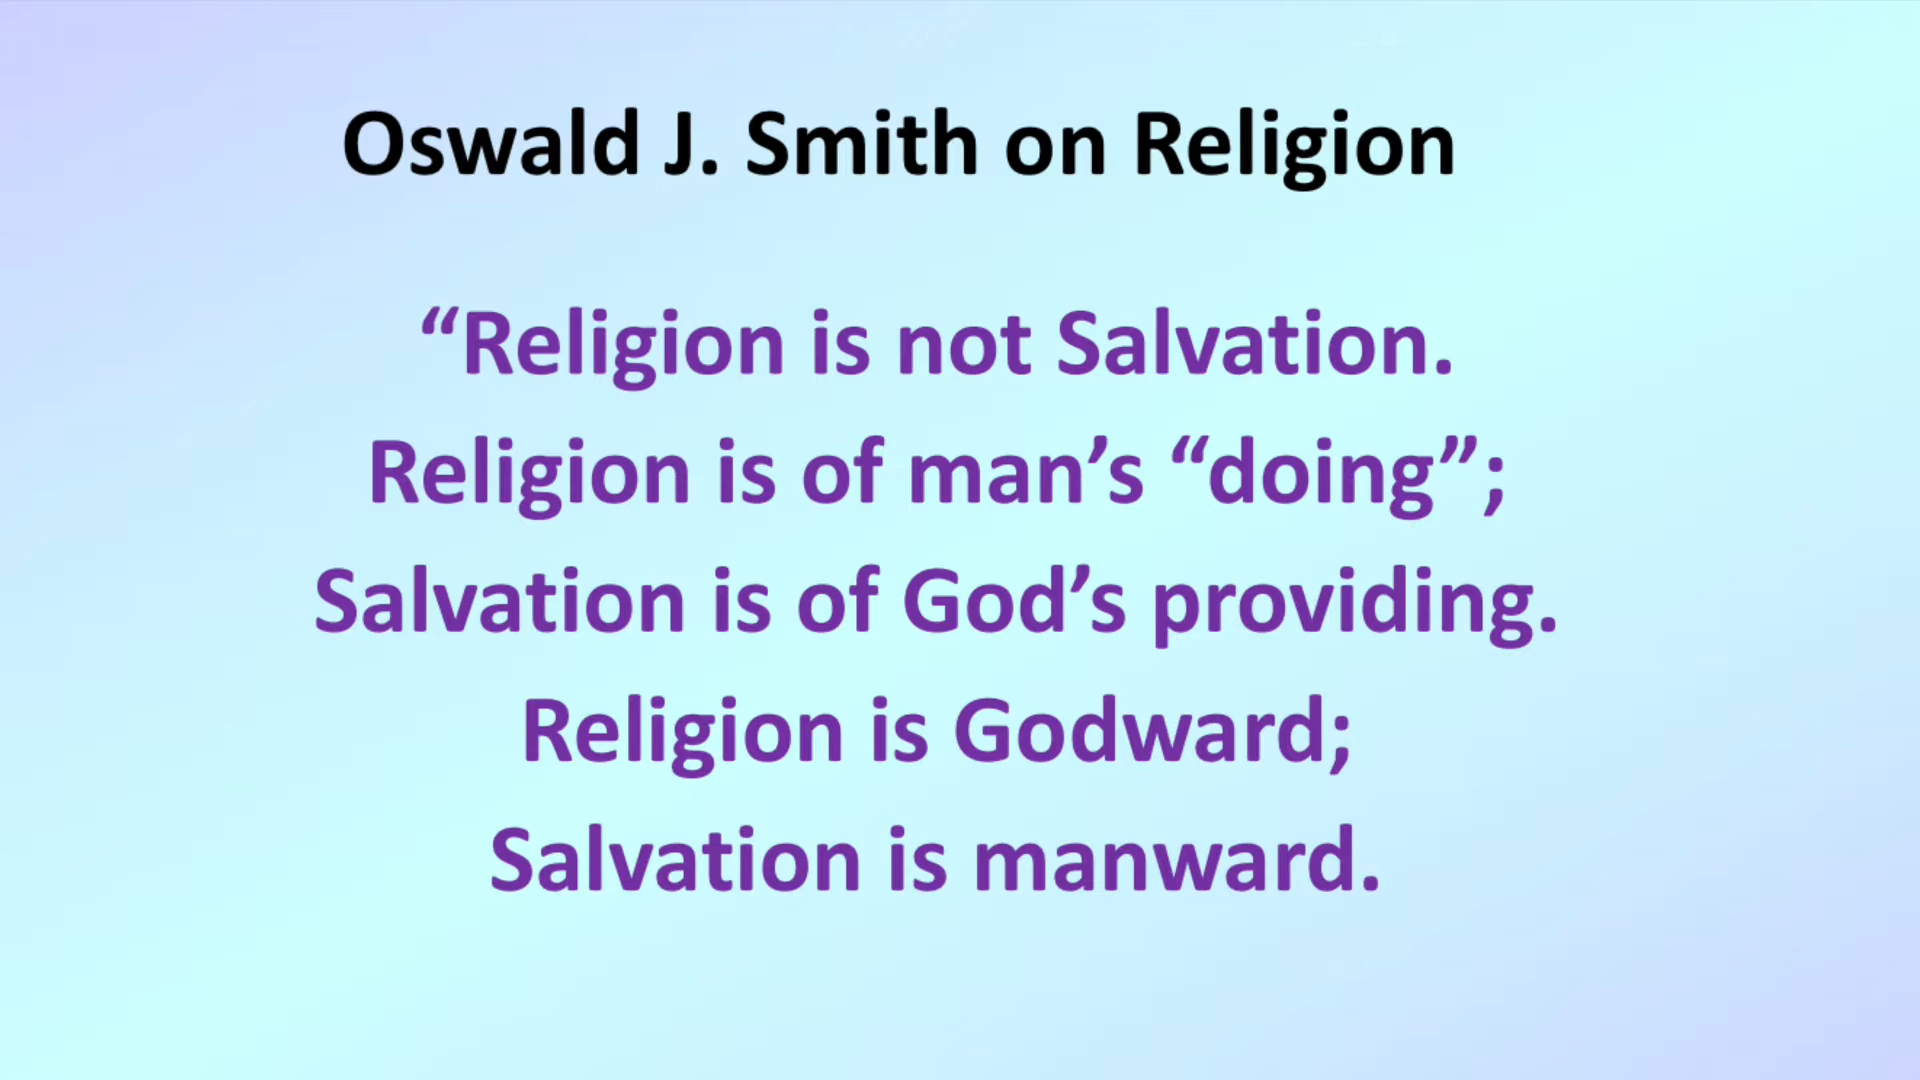 Oswald J. Smith on Religion
“Religion is not Salvation.
Religion is of man’s “doing”;
Salvation is of God’s providing.
Religion is Godward;
Salvation is manward.